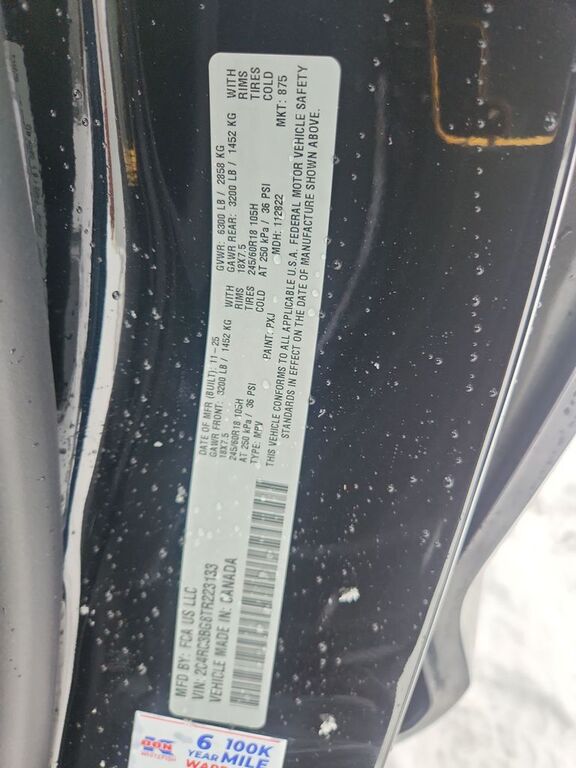 MFD BY: FCA US LLC
DATE OF MFR (BUILT): 11-25
GVWR: 6300 LB / 2858 KG
GAWR FRONT: 3200 LB / 1452 KG WITH
18X7.5 RIMS
245/60R18 105H TIRES
AT 250 kPa / 36 PSI COLD
GAWR REAR: 3200 LB / 1452 KG WITH
18X7.5 RIMS
245/60R18 105H TIRES
AT 250 kPa / 36 PSI COLD
VIN: 2C4RC3BG8TR223133
TYPE: MPV
PAINT: PXJ
MDH: 112822
MKT: 875
VEHICLE MADE IN: CANADA
THIS VEHICLE CONFORMS TO ALL APPLICABLE U.S.A. FEDERAL MOTOR VEHICLE SAFETY
STANDARDS IN EFFECT ON THE DATE OF MANUFACTURE SHOWN ABOVE.
DON K
WHITEFISH
6 100K
YEAR MILE